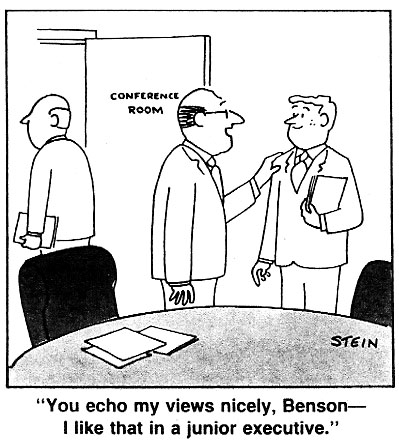 CONFERENCE
ROOM
STEIN
"You echo my views nicely, Benson—
I like that in a junior executive."